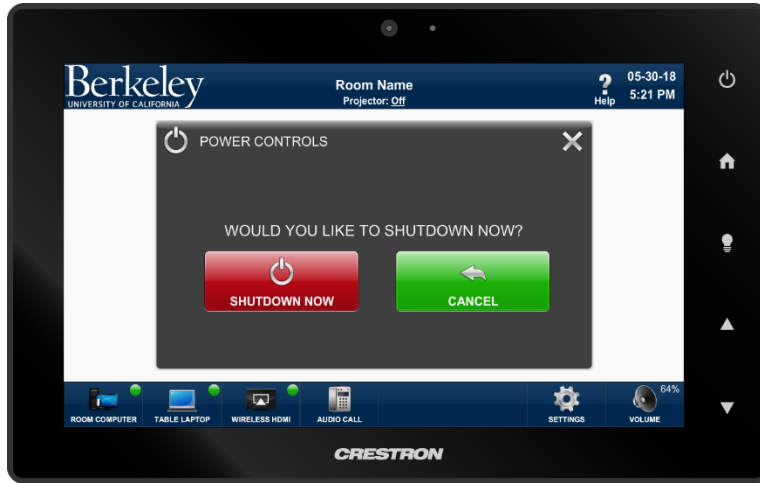 Berkeley
UNIVERSITY OF CALIFORNIA
Room Name
Projector: Off
?
Help
05-30-18
5:21 PM
POWER CONTROLS
WOULD YOU LIKE TO SHUTDOWN NOW?
SHUTDOWN NOW
CANCEL
ROOM COMPUTER
TABLE LAPTOP
WIRELESS HDMI
AUDIO CALL
SETTINGS
64%
VOLUME
CRESTRON